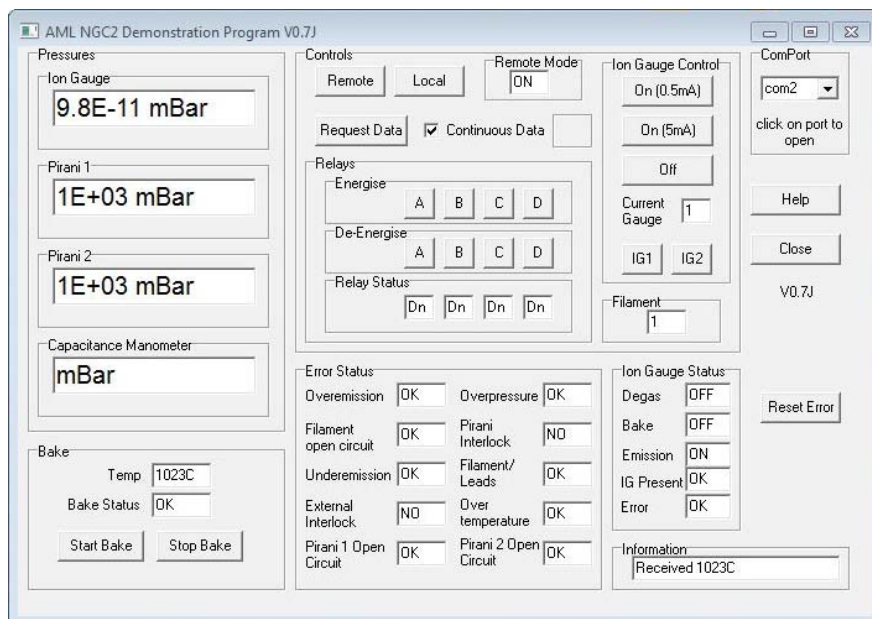 AML NGC2 Demonstration Program V0.7J
Pressures
Ion Gauge
9.8E-11 mBar
Pirani 1
1E+03 mBar
Pirani 2
1E+03 mBar
Capacitance Manometer
mBar
Bake
Temp 1023C
Bake Status OK
Start Bake Stop Bake
Controls
Remote Local
Remote Mode
ON
Request Data Continuous Data
Relays
Energise
A B C D
De-Energise
A B C D
Relay Status
Dn Dn Dn Dn
Ion Gauge Control
On (0.5mA)
On (5mA)
Off
Current
Gauge 1
IG1 IG2
Filament
1
Error Status
Overemission OK Overpressure OK
Filament
open circuit OK
Pirani
Interlock NO
Underemission OK
Filament/
Leads OK
External
Interlock NO
Over
temperature OK
Pirani 1 Open
Circuit OK
Pirani 2 Open
Circuit OK
Ion Gauge Status
Degas OFF
Bake OFF
Emission ON
IG Present OK
Error OK
Information
Received 1023C
ComPort
com2
click on port to
open
Help
Close
V0.7J
Reset Error